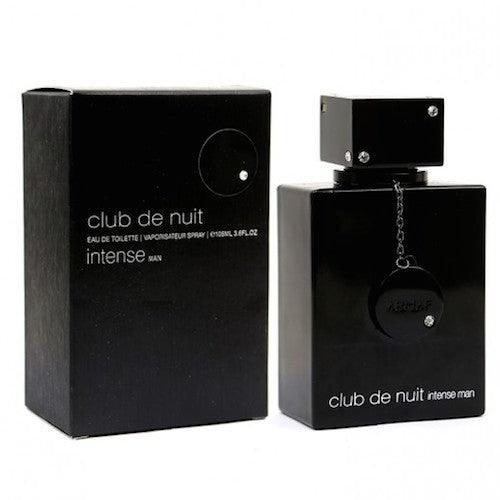 club de nuit
EAU DE TOILETTE | VAPORISATEUR SPRAY | ℮105ML 3.6FL.OZ
intense MAN
ARMAF
club de nuit intense man